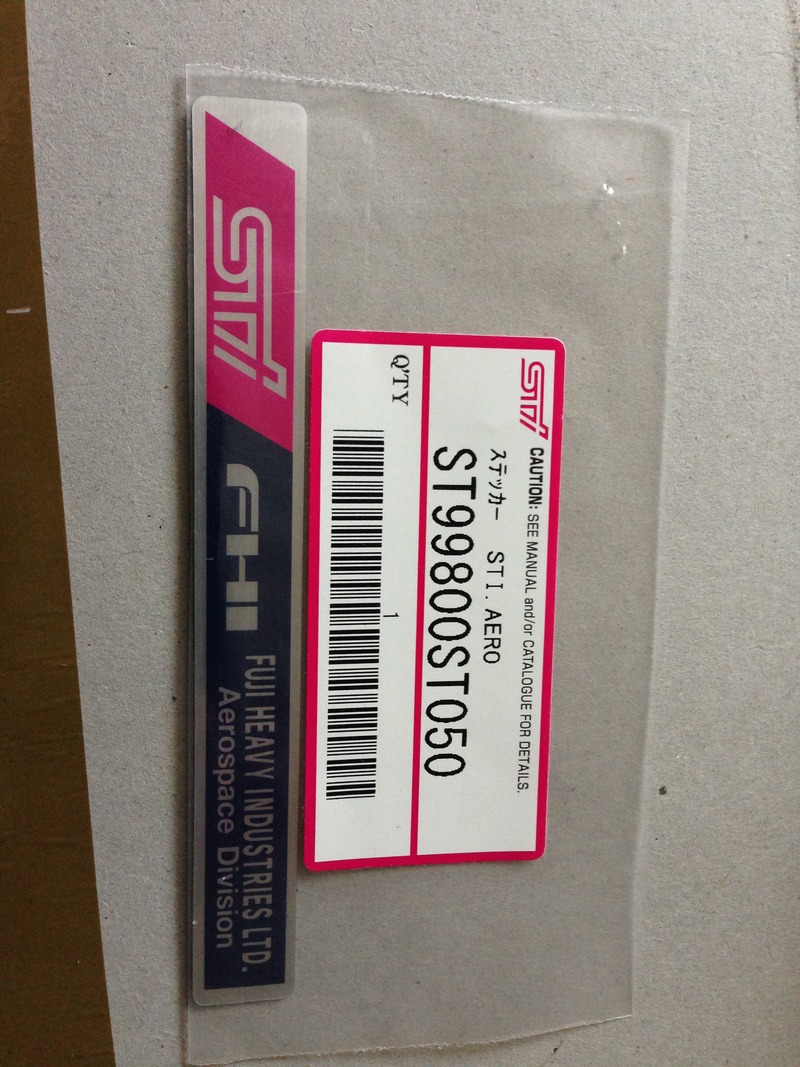 STI
FHI
FUJI HEAVY INDUSTRIES LTD.
Aerospace Division
STI
CAUTION: SEE MANUAL and/or CATALOGUE FOR DETAILS.
ステッカー STI.AERO
ST99800ST050
Q'TY
1